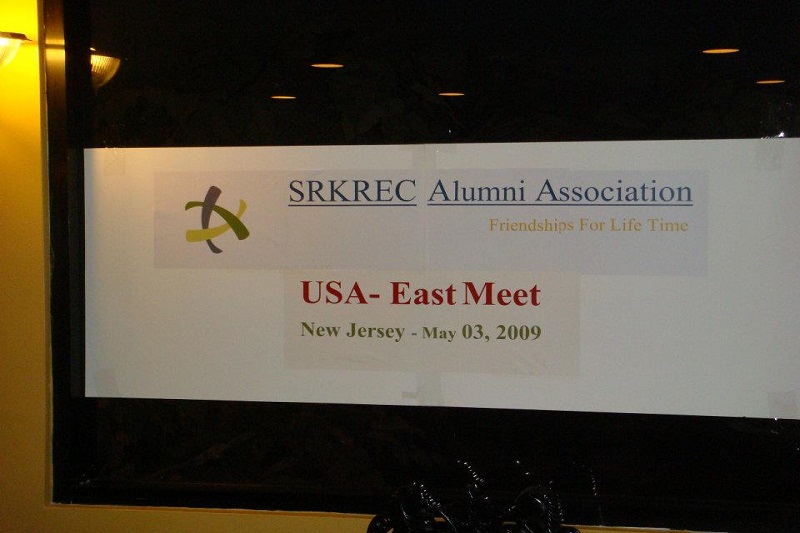 SRKREC Alumni Association
Friendships For Life Time
USA- East Meet
New Jersey - May 03, 2009